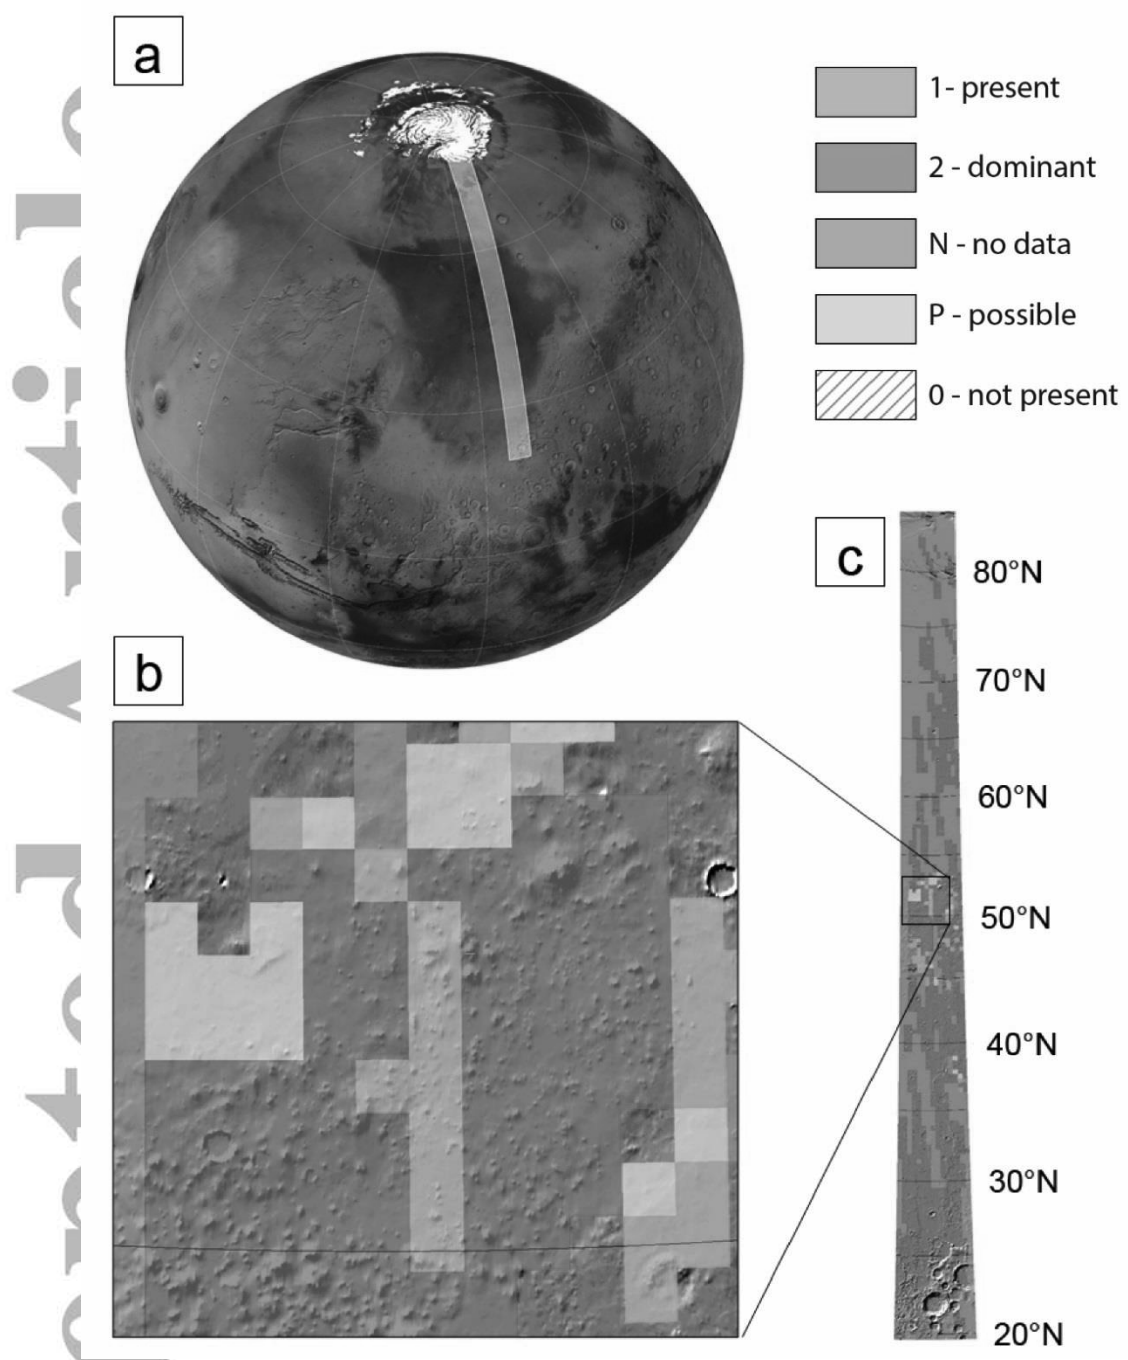 a
1- present
2 - dominant
N - no data
P - possible
0 - not present
c
80°N
70°N
60°N
50°N
40°N
30°N
20°N
b